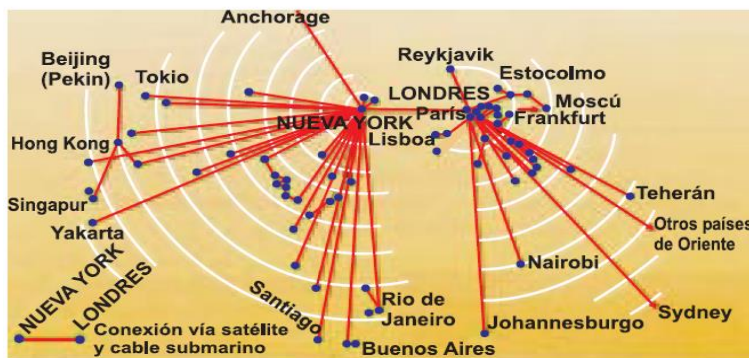 Anchorage
Beijing
(Pekin)
Tokio
Reykjavik
Estocolmo
LONDRES
Moscú
París
Frankfurt
NUEVA YORK
Lisboa
Hong Kong
Singapur
Yakarta
Teherán
Otros países
de Oriente
Nairobi
NUEVA YORK
LONDRES
Santiago
Rio de
Janeiro
Johannesburgo
Sydney
Conexión vía satélite
y cable submarino
Buenos Aires